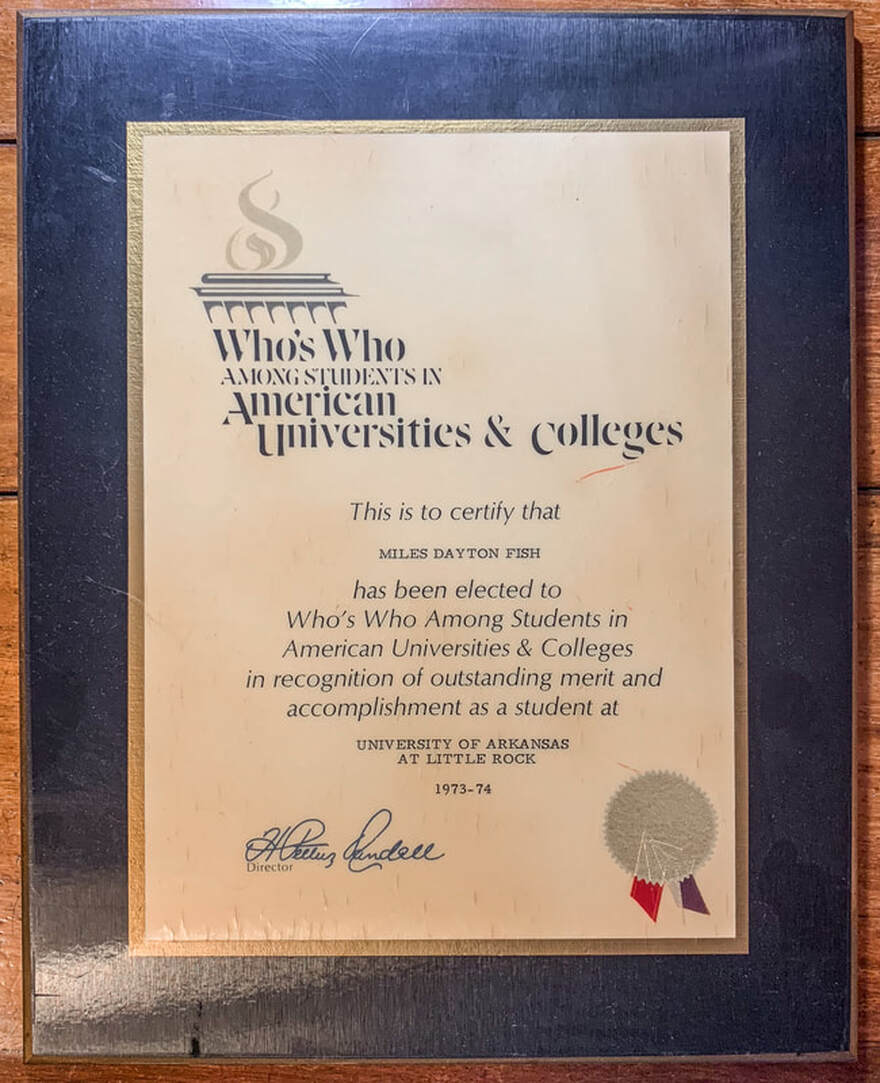 Who's Who
AMONG STUDENTS IN
American
Universities & Colleges
This is to certify that
MILES DAYTON FISH
has been elected to
Who's Who Among Students in
American Universities & Colleges
in recognition of outstanding merit and
accomplishment as a student at
UNIVERSITY OF ARKANSAS
AT LITTLE ROCK
1973-74
H Pettus Randall
Director